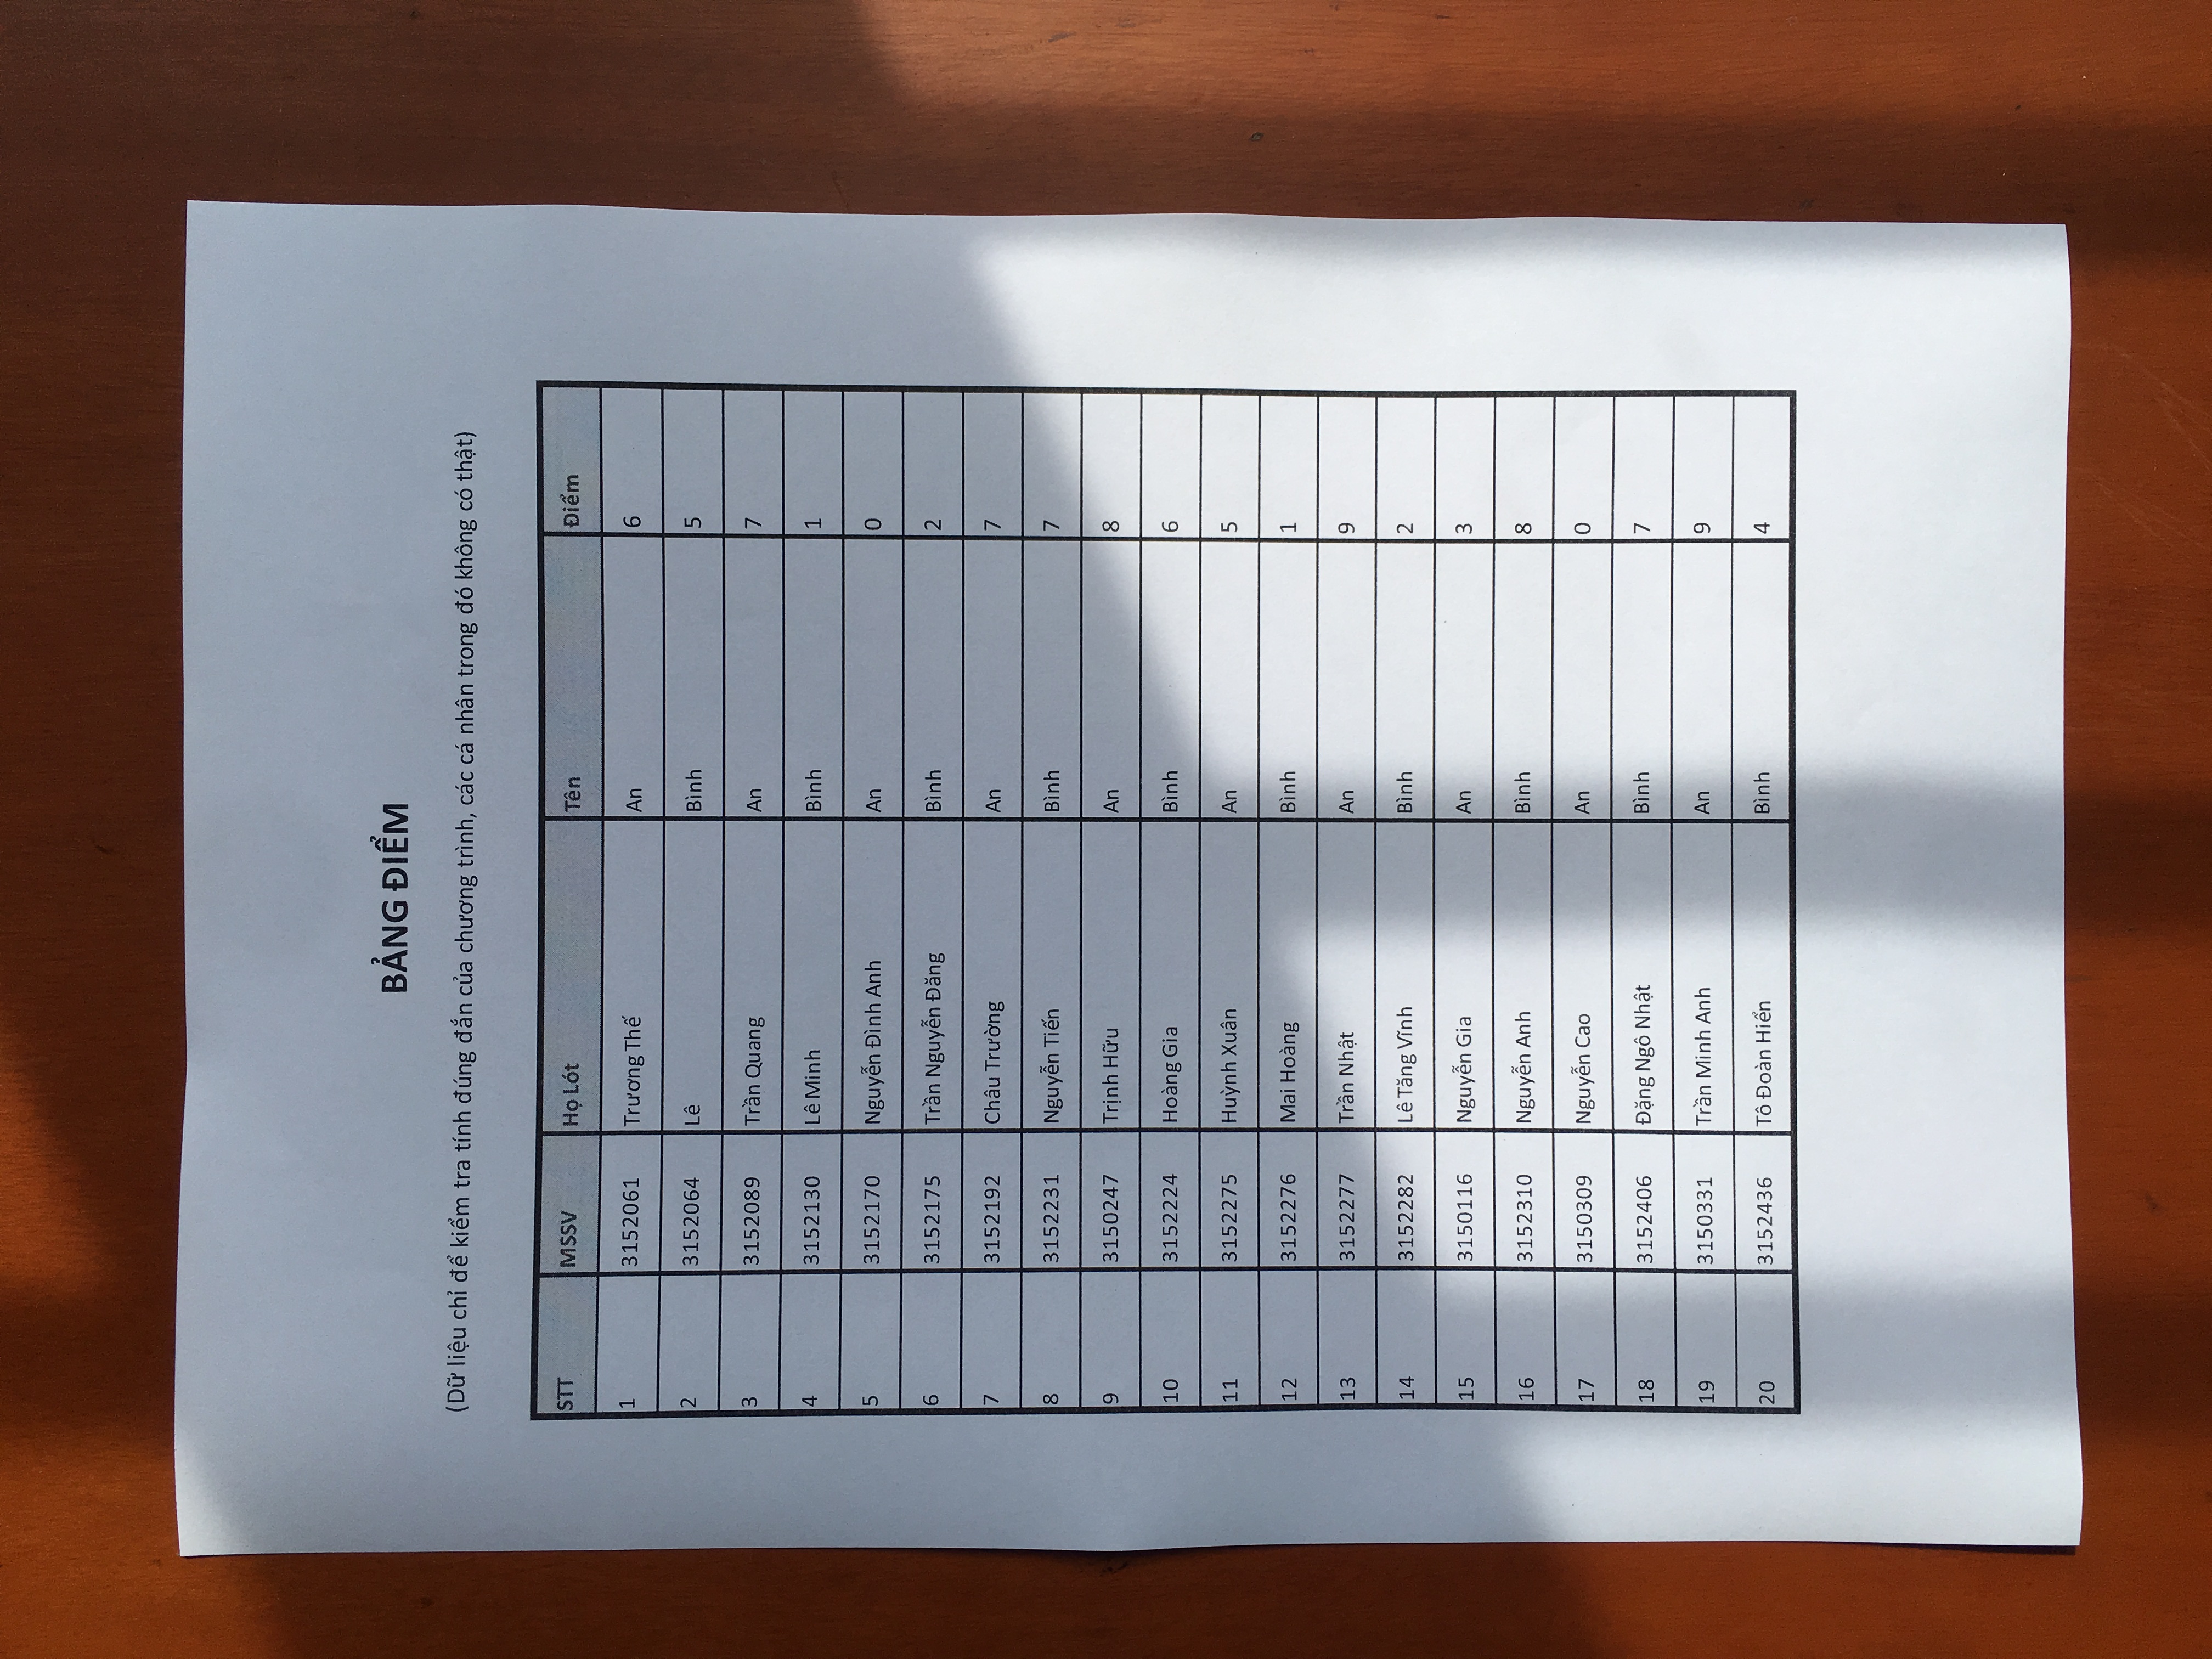 BẢNG ĐIỂM
(Dữ liệu chỉ để kiểm tra tính đúng đắn của chương trình, các cá nhân trong đó không có thật)
STT MSSV Họ Lót Tên Điểm
1 3152061 Trương Thế An 6
2 3152064 Lê Bình 5
3 3152089 Trần Quang An 7
4 3152130 Lê Minh Bình 1
5 3152170 Nguyễn Đình Anh An 0
6 3152175 Trần Nguyễn Đăng Bình 2
7 3152192 Châu Trường An 7
8 3152231 Nguyễn Tiến Bình 7
9 3150247 Trịnh Hữu An 8
10 3152224 Hoàng Gia Bình 6
11 3152275 Huỳnh Xuân An 5
12 3152276 Mai Hoàng Bình 1
13 3152277 Trần Nhật An 9
14 3152282 Lê Tăng Vĩnh Bình 2
15 3150116 Nguyễn Gia An 3
16 3152310 Nguyễn Anh Bình 8
17 3150309 Nguyễn Cao An 0
18 3152406 Đặng Ngô Nhật Bình 7
19 3150331 Trần Minh Anh An 9
20 3152436 Tô Đoàn Hiển Bình 4